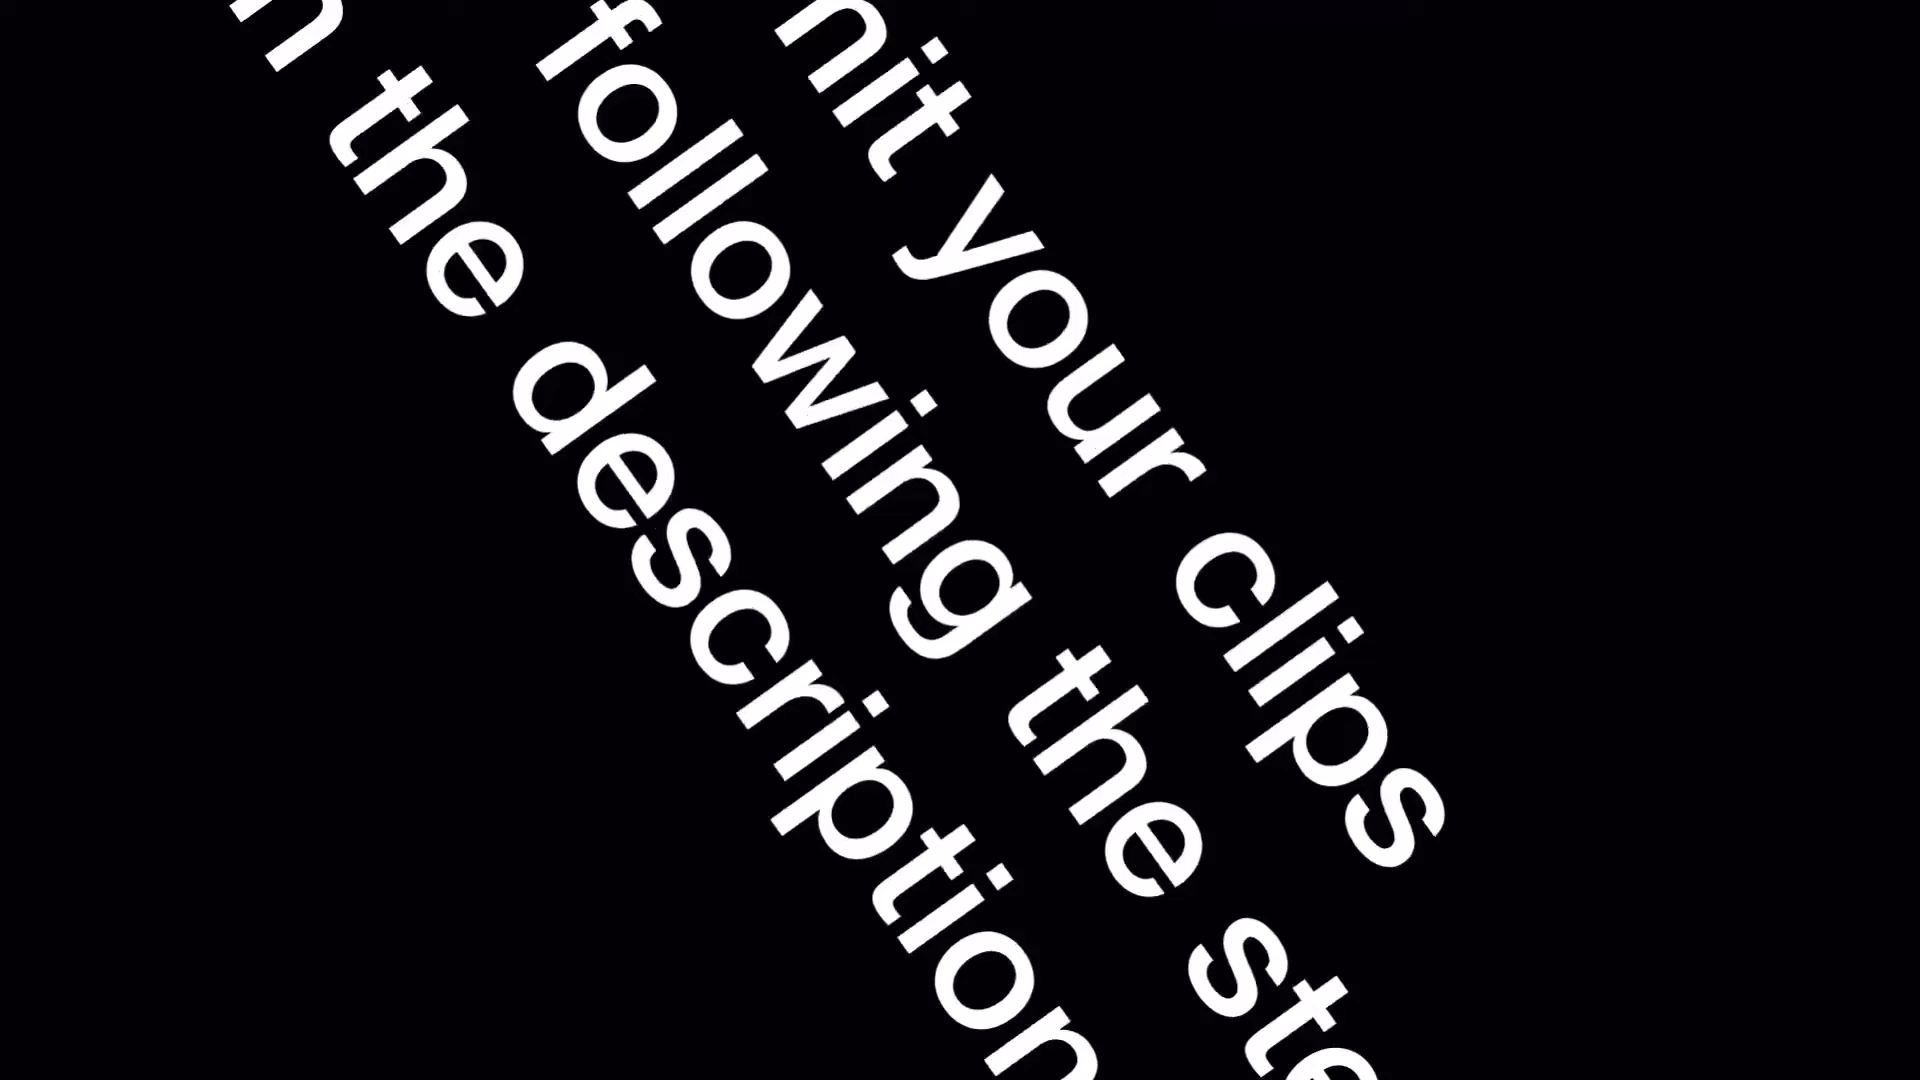 nit your clips
following the ste
n the description